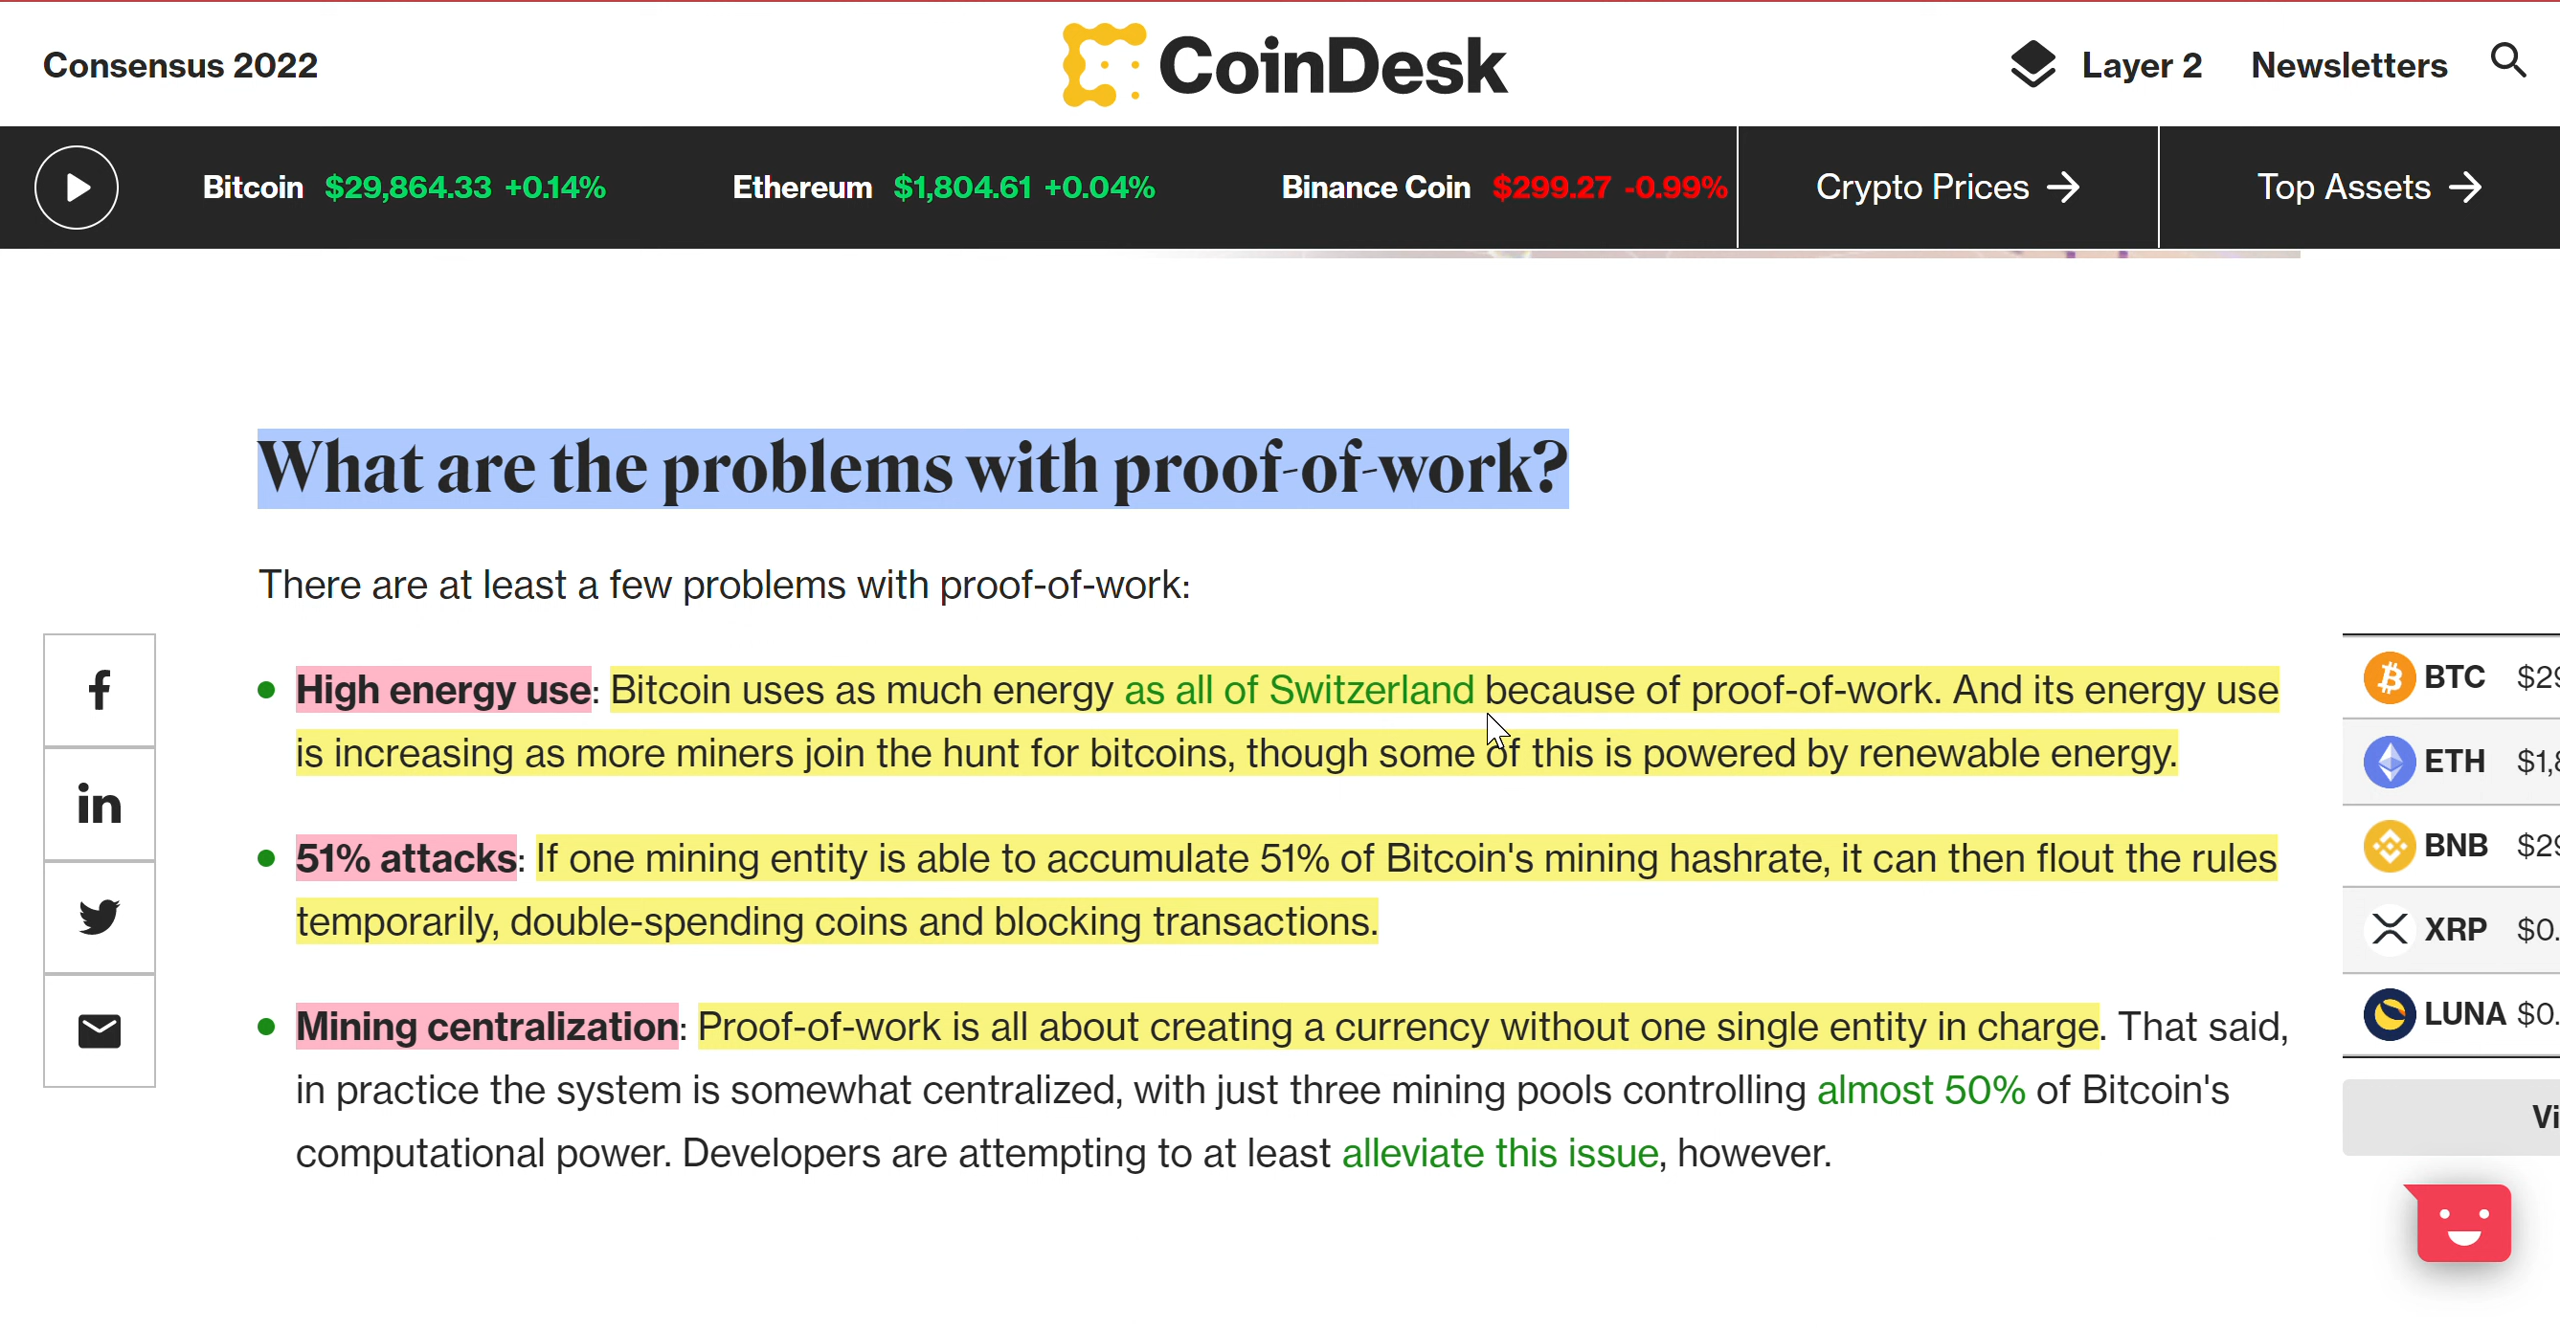 Consensus 2022
CoinDesk
Layer 2
Newsletters
Bitcoin $29,864.33 +0.14%
Ethereum $1,804.61 +0.04%
Binance Coin $299.27 -0.99%
Crypto Prices →
Top Assets →
What are the problems with proof-of-work?
There are at least a few problems with proof-of-work:
High energy use: Bitcoin uses as much energy as all of Switzerland because of proof-of-work. And its energy use
is increasing as more miners join the hunt for bitcoins, though some of this is powered by renewable energy.
51% attacks: If one mining entity is able to accumulate 51% of Bitcoin's mining hashrate, it can then flout the rules
temporarily, double-spending coins and blocking transactions.
Mining centralization: Proof-of-work is all about creating a currency without one single entity in charge. That said,
in practice the system is somewhat centralized, with just three mining pools controlling almost 50% of Bitcoin's
computational power. Developers are attempting to at least alleviate this issue, however.
f
in
BTC
ETH
BNB
XRP
LUNA